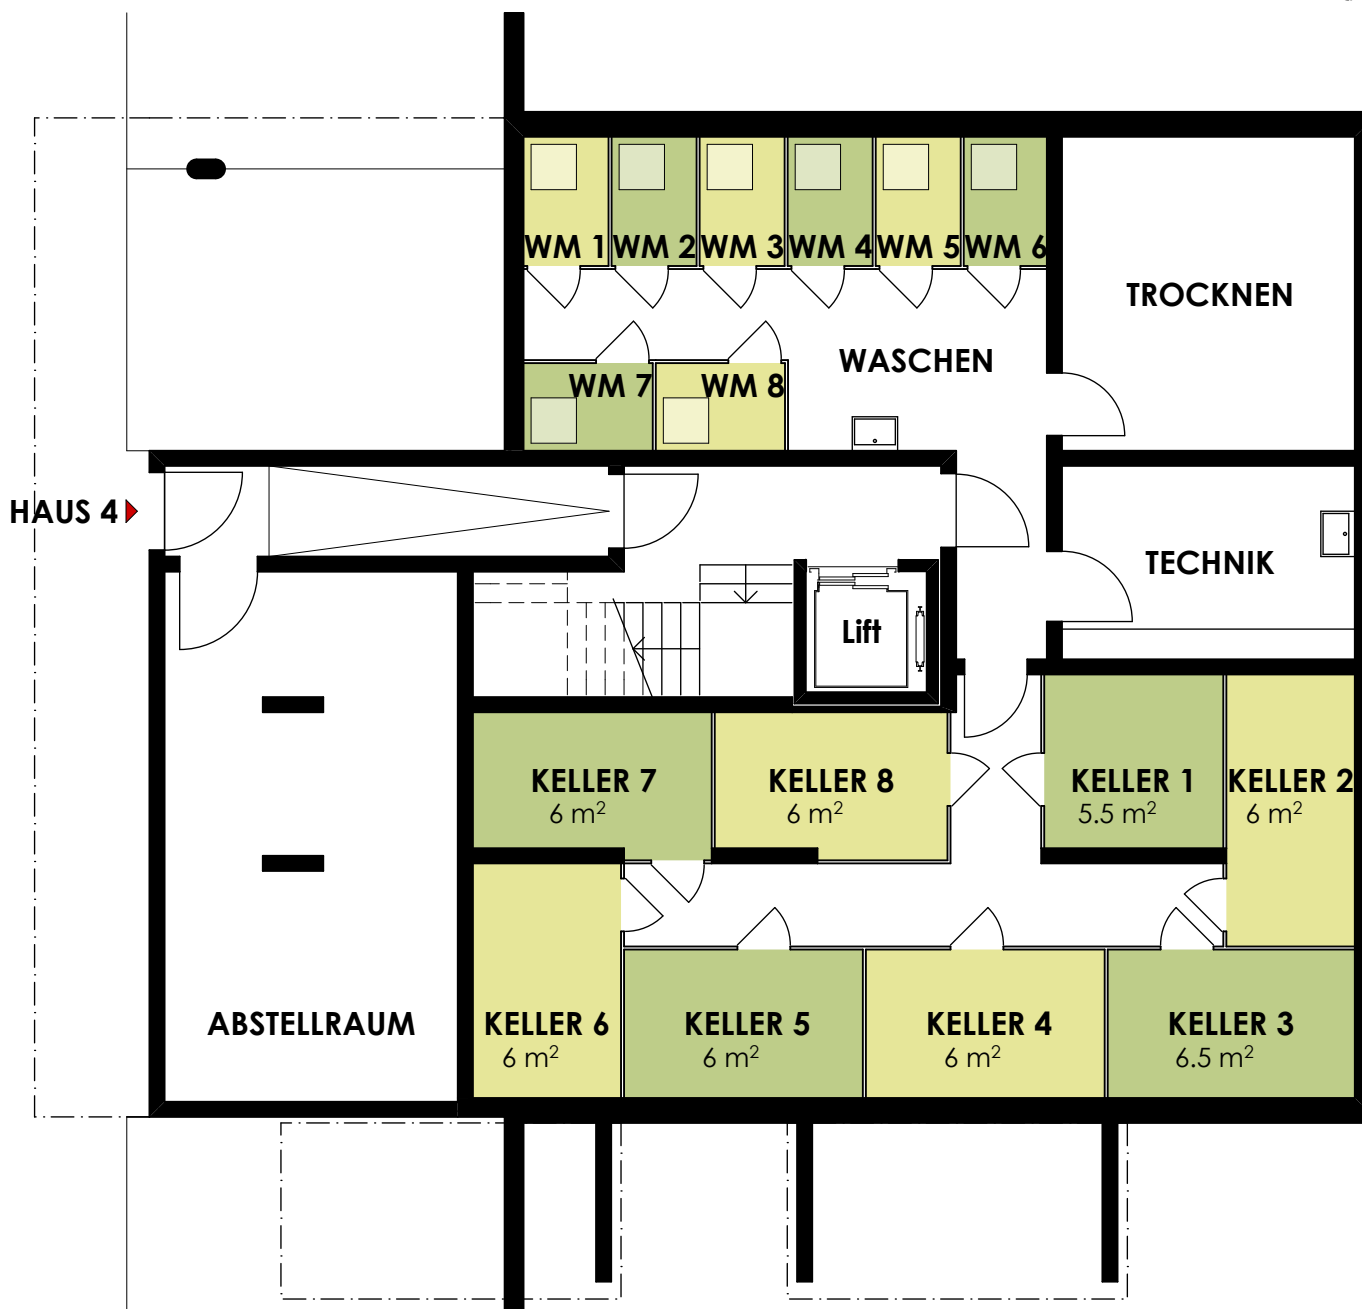 WM 1 WM 2 WM 3 WM 4 WM 5 WM 6
TROCKNEN
WASCHEN
WM 7 WM 8
HAUS 4
TECHNIK
Lift
KELLER 7
6 m²
KELLER 8
6 m²
KELLER 1
5.5 m²
KELLER 2
6 m²
ABSTELLRAUM
KELLER 6
6 m²
KELLER 5
6 m²
KELLER 4
6 m²
KELLER 3
6.5 m²